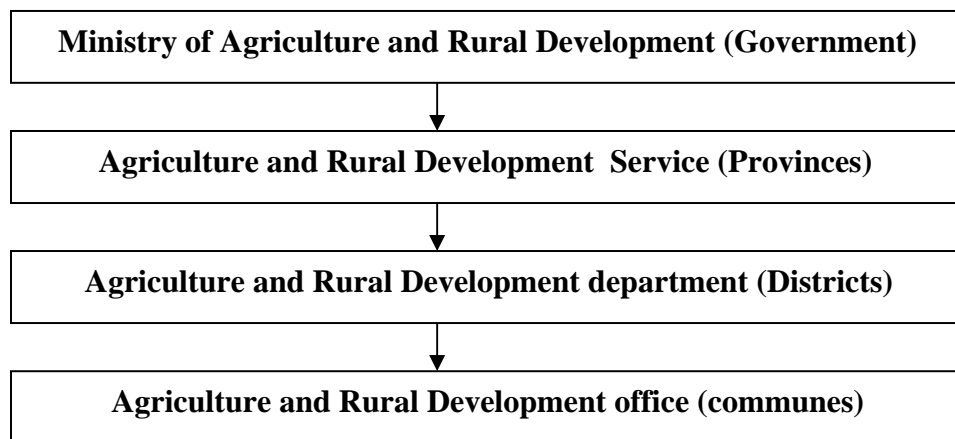 Ministry of Agriculture and Rural Development (Government)
Agriculture and Rural Development  Service (Provinces)
Agriculture and Rural Development department (Districts)
Agriculture and Rural Development office (communes)